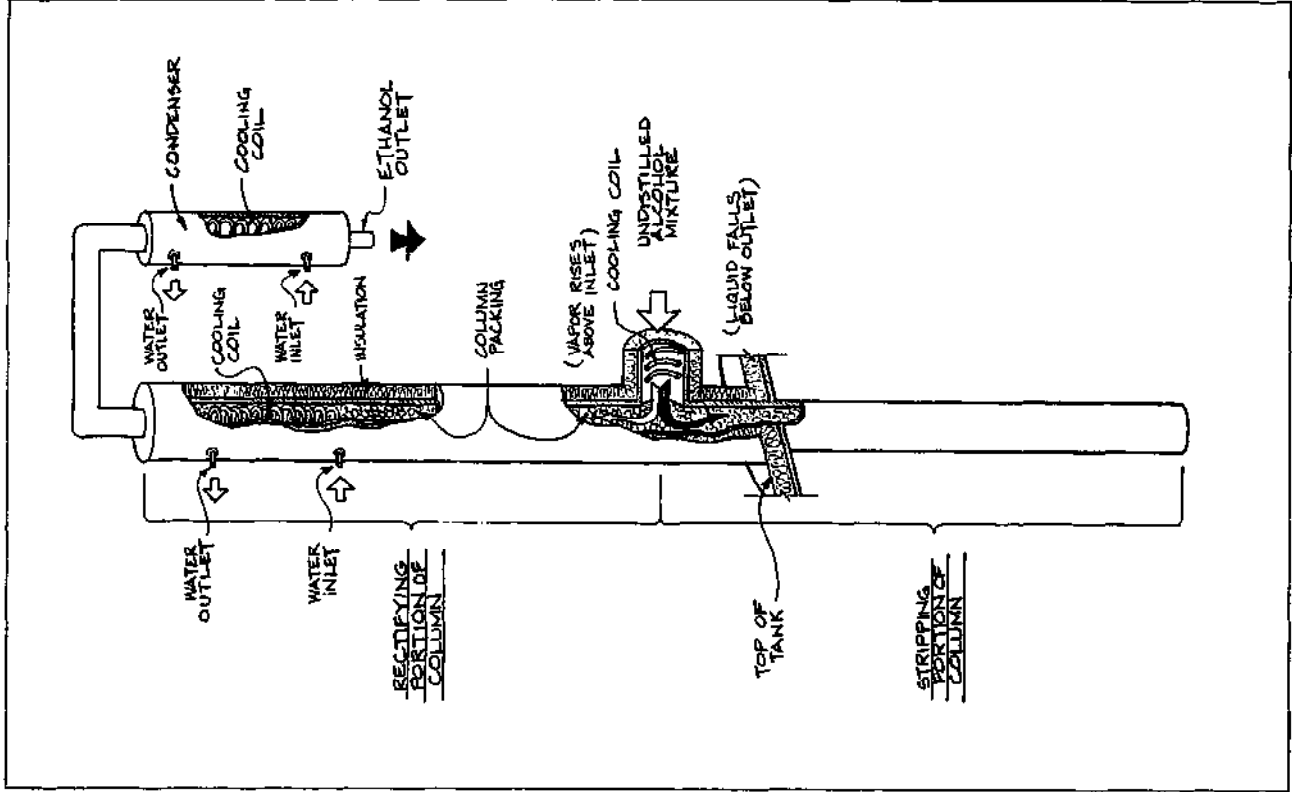 CONDENSER
COOLING
COIL
ETHANOL
OUTLET
WATER
OUTLET
COOLING
COIL
WATER
INLET
INSULATION
COLUMN
PACKING
(VAPOR RISES
ABOVE INLET)
COOLING COIL
UNDISTILLED
ALCOHOL
MIXTURE
(LIQUID FALLS
BELOW OUTLET)
WATER
OUTLET
WATER
INLET
RECTIFYING
PORTION OF
COLUMN
TOP OF
TANK
STRIPPING
PORTION OF
COLUMN